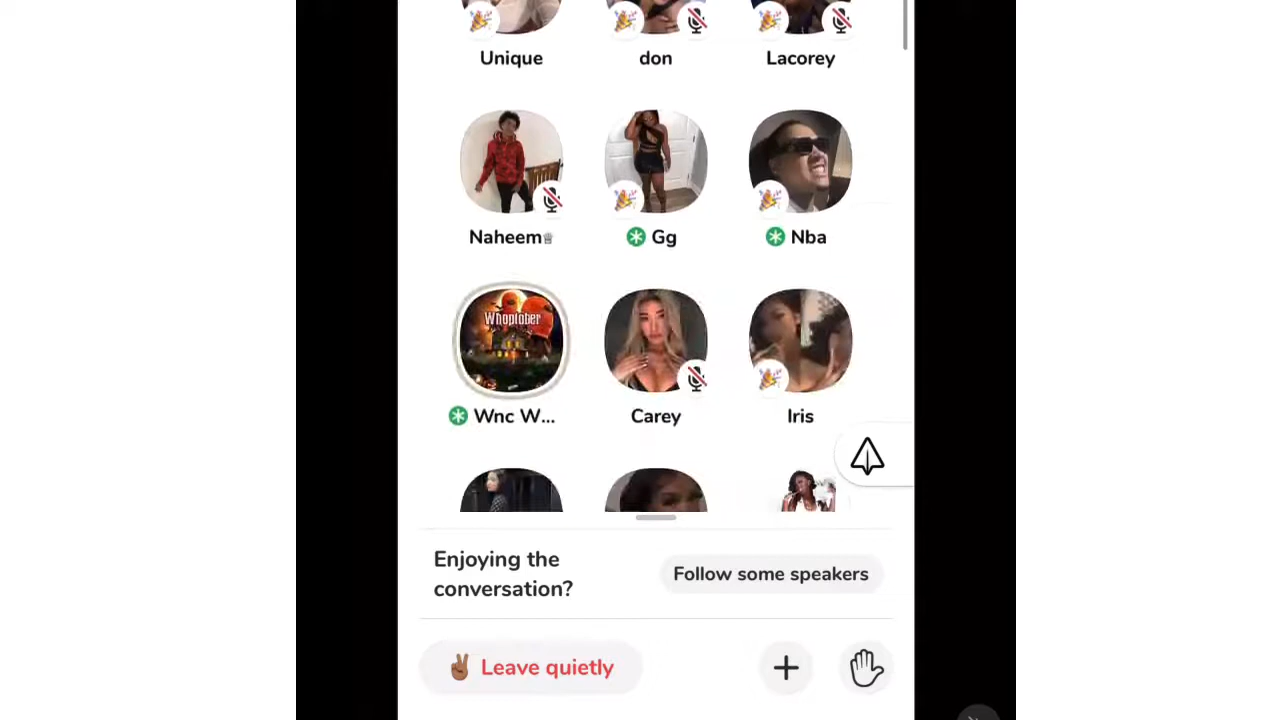 Unique
don
Lacorey
Naheem♕
Gg
Nba
Whoptober
Wnc W...
Carey
Iris
Enjoying the
conversation?
Follow some speakers
Leave quietly